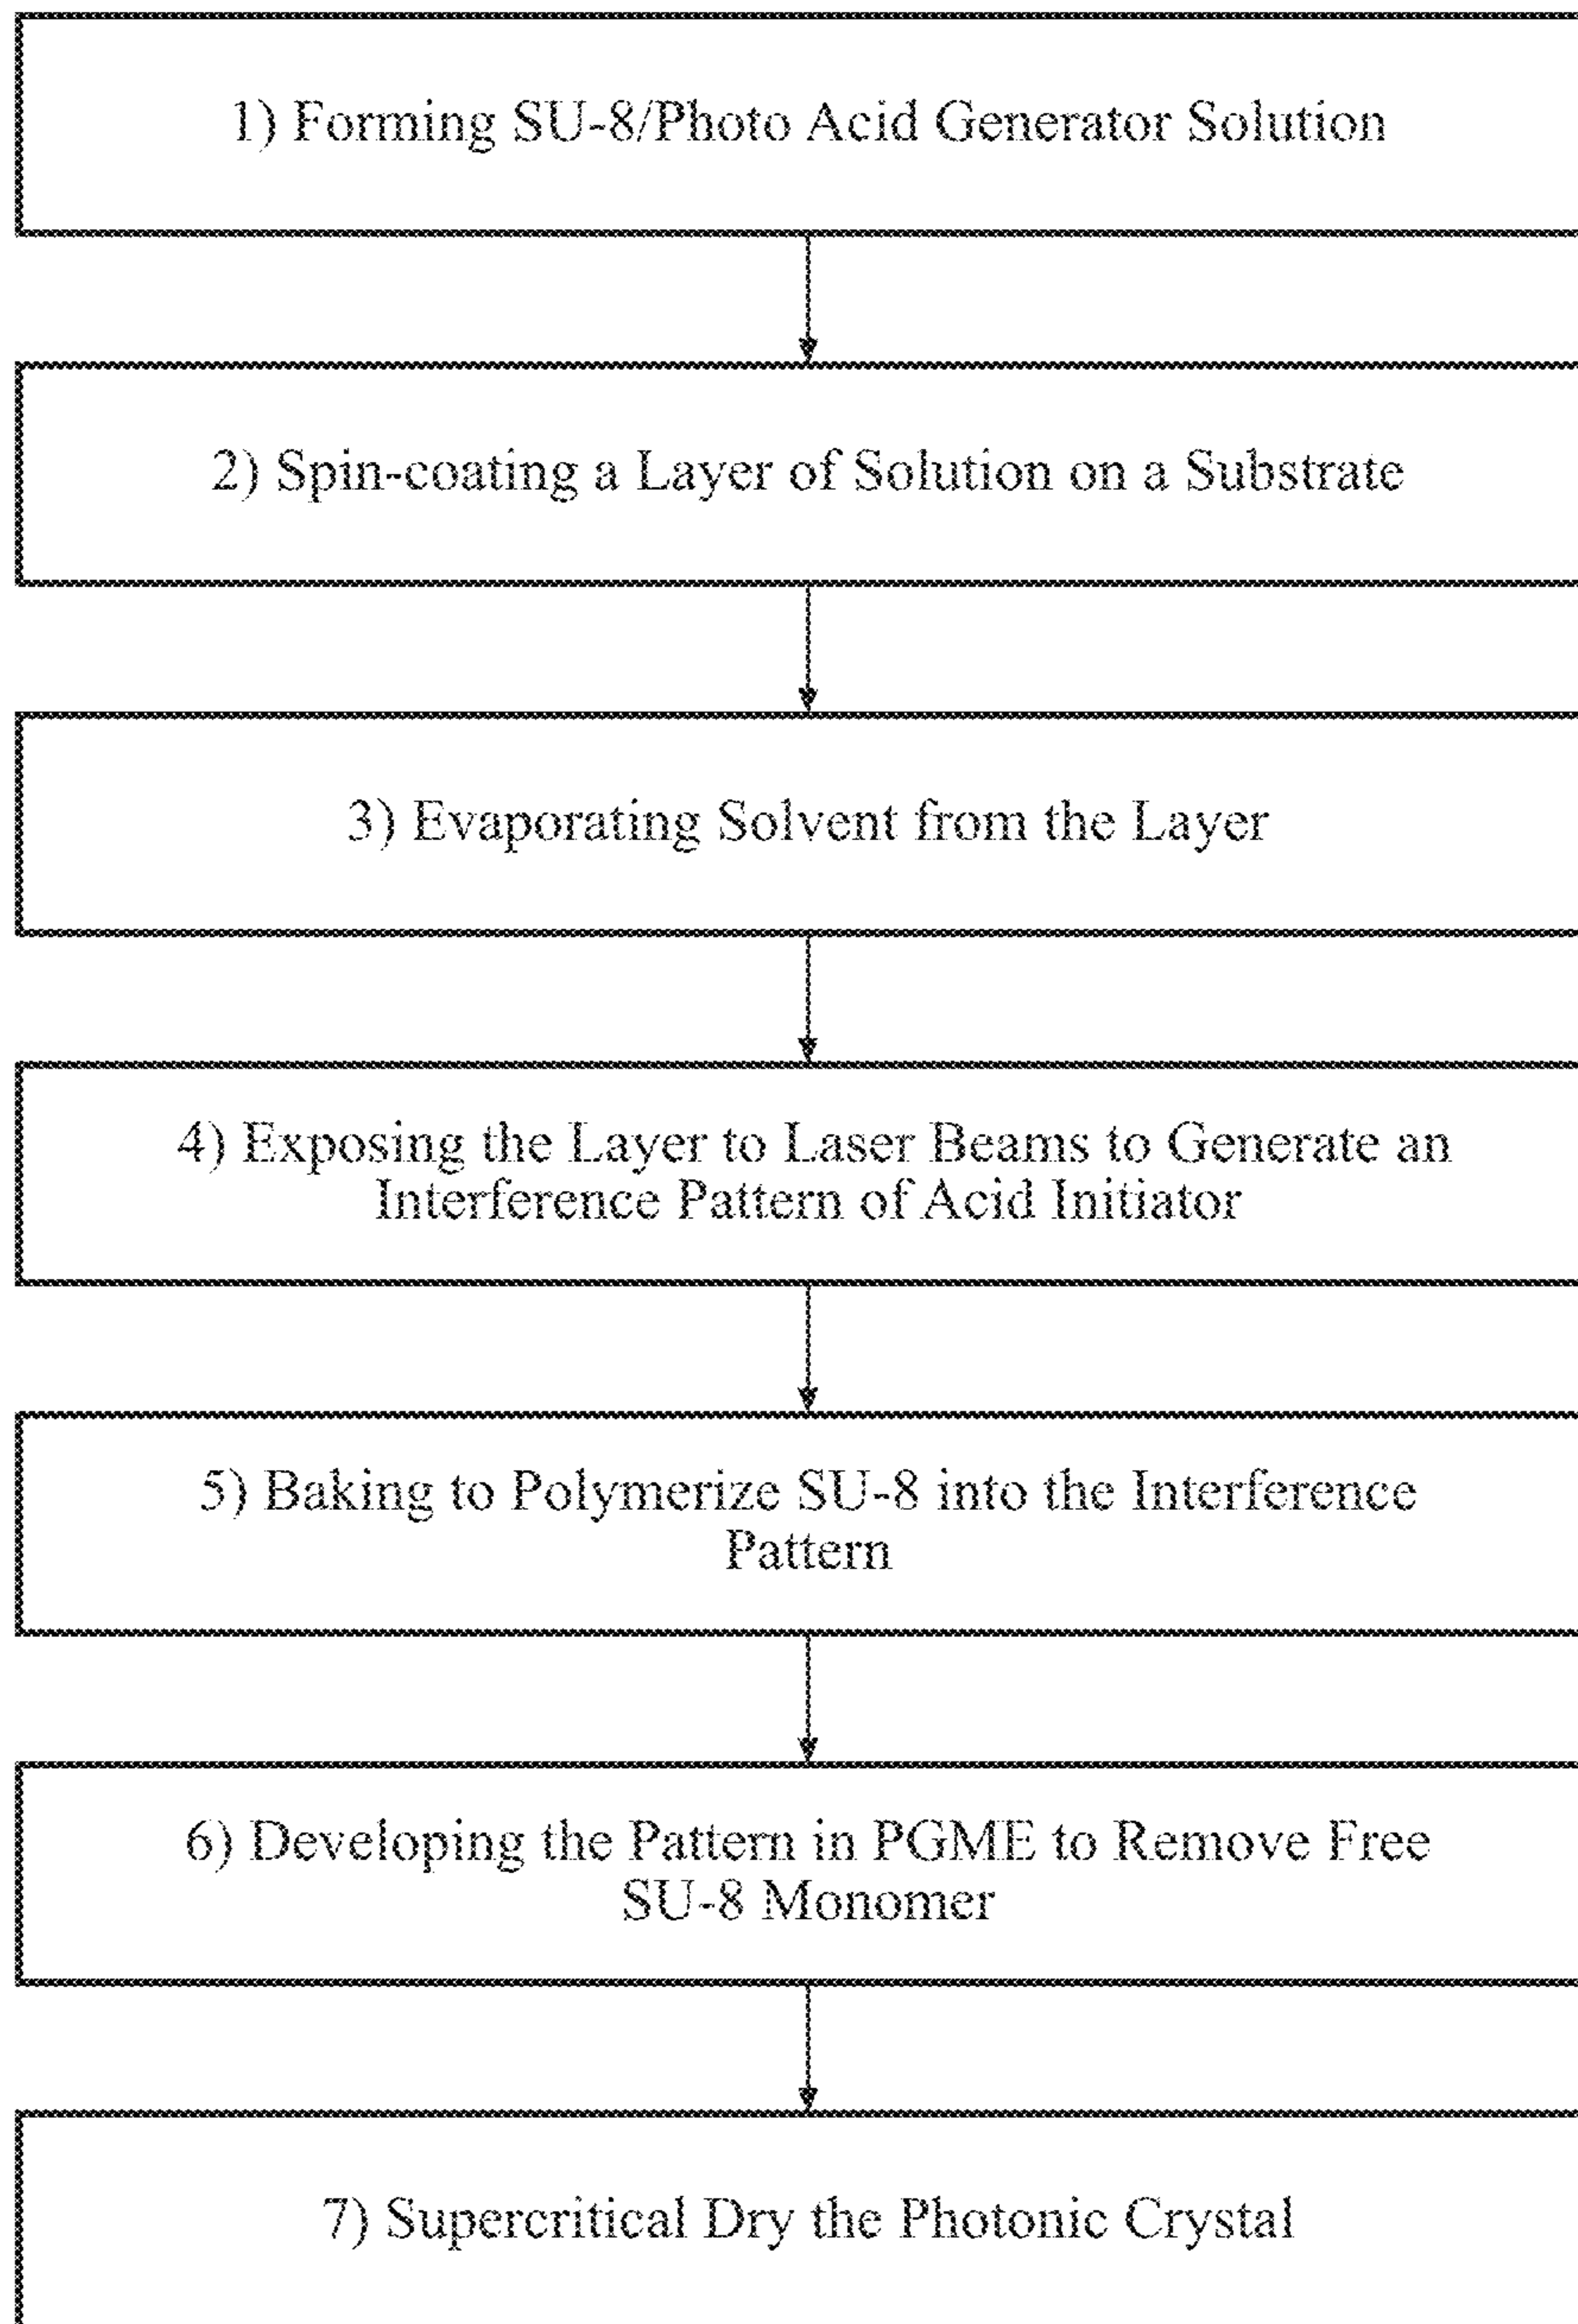 1) Forming SU-8/Photo Acid Generator Solution
2) Spin-coating a Layer of Solution on a Substrate
3) Evaporating Solvent from the Layer
4) Exposing the Layer to Laser Beams to Generate an
Interference Pattern of Acid Initiator
5) Baking to Polymerize SU-8 into the Interference
Pattern
6) Developing the Pattern in PGME to Remove Free
SU-8 Monomer
7) Supercritical Dry the Photonic Crystal